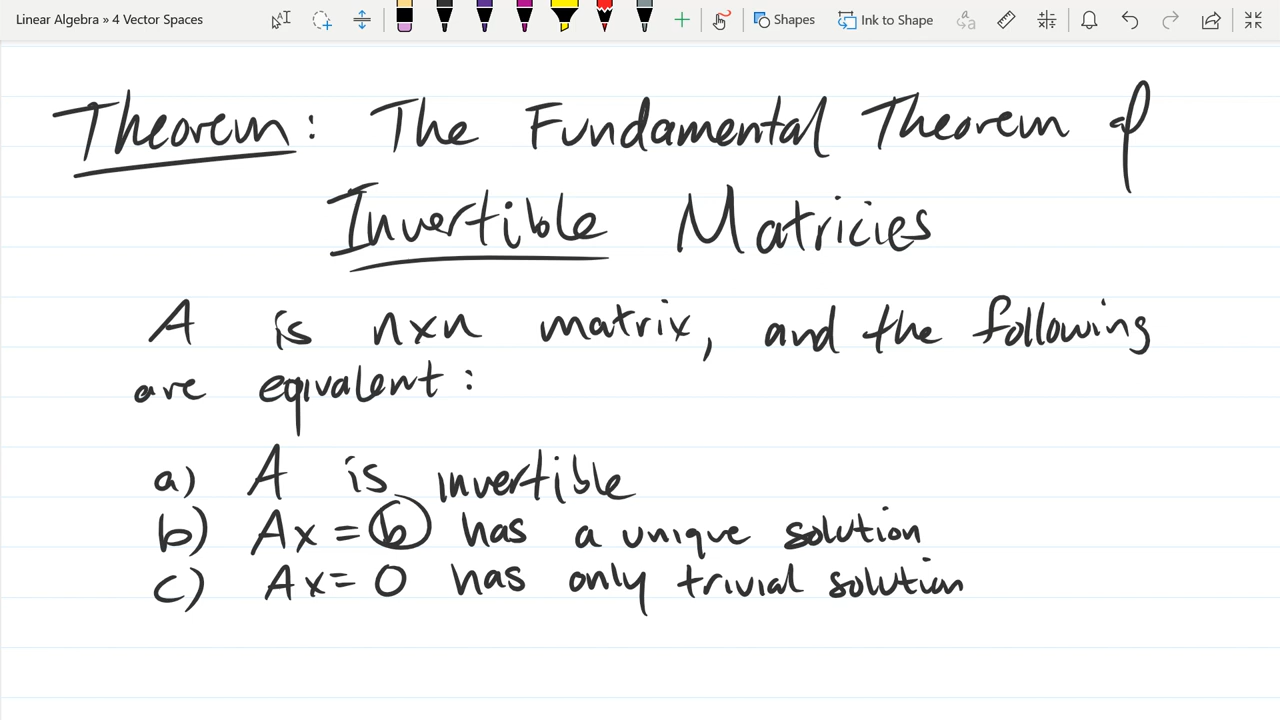 Linear Algebra » 4 Vector Spaces
Shapes
Ink to Shape
Theorem: The Fundamental Theorem of
Invertible Matricies
A is nxn matrix, and the following
are equivalent:
a) A is invertible
b) Ax = b has a unique solution
c) Ax = 0 has only trivial solution